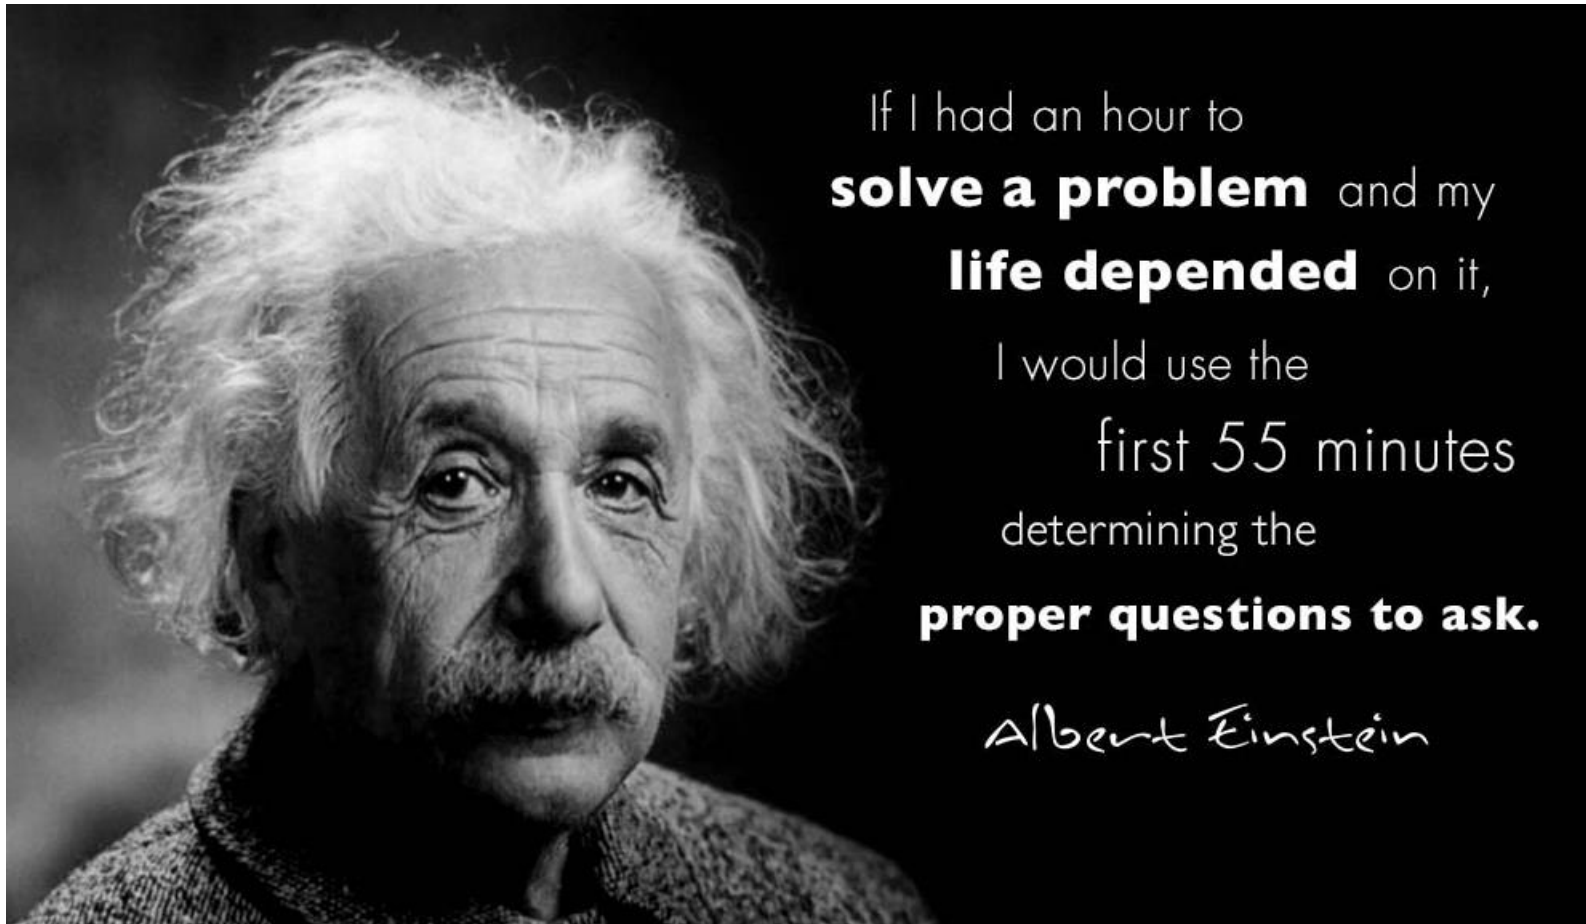 If I had an hour to
solve a problem and my
life depended on it,
I would use the
first 55 minutes
determining the
proper questions to ask.
Albert Einstein